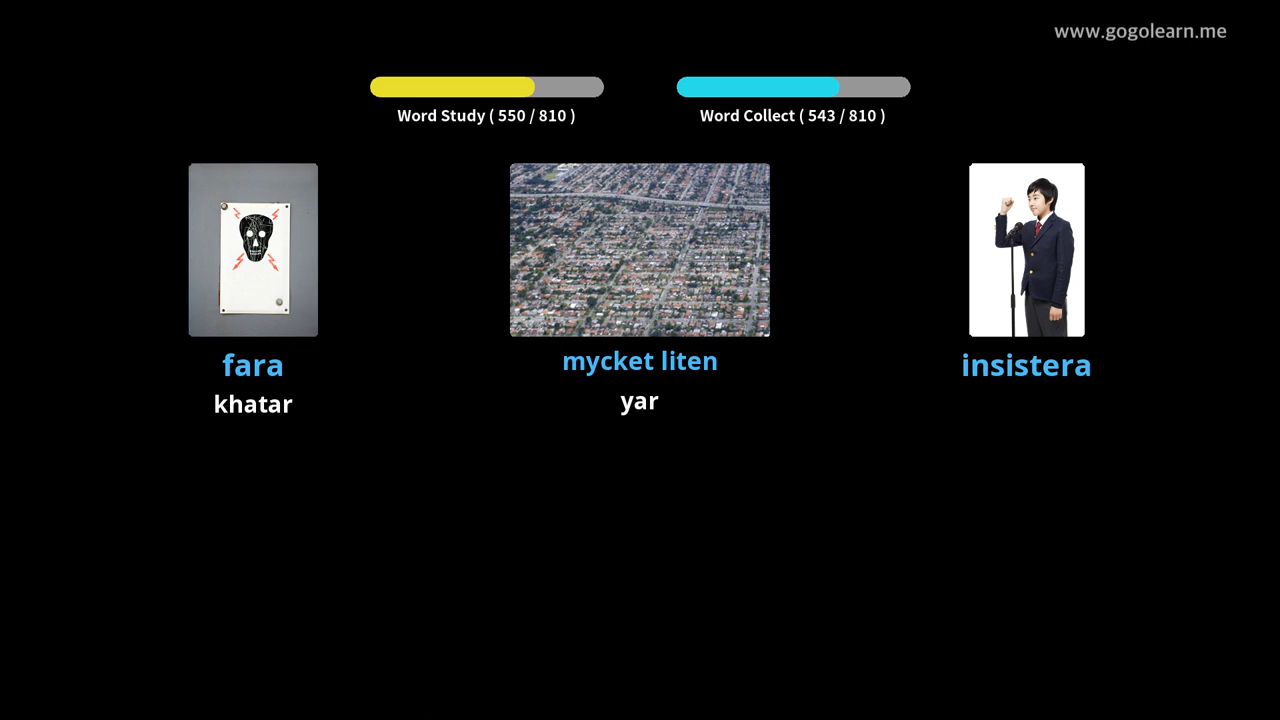 www.gogolearn.me
Word Study ( 550 / 810 )
Word Collect ( 543 / 810 )
fara
khatar
mycket liten
yar
insistera